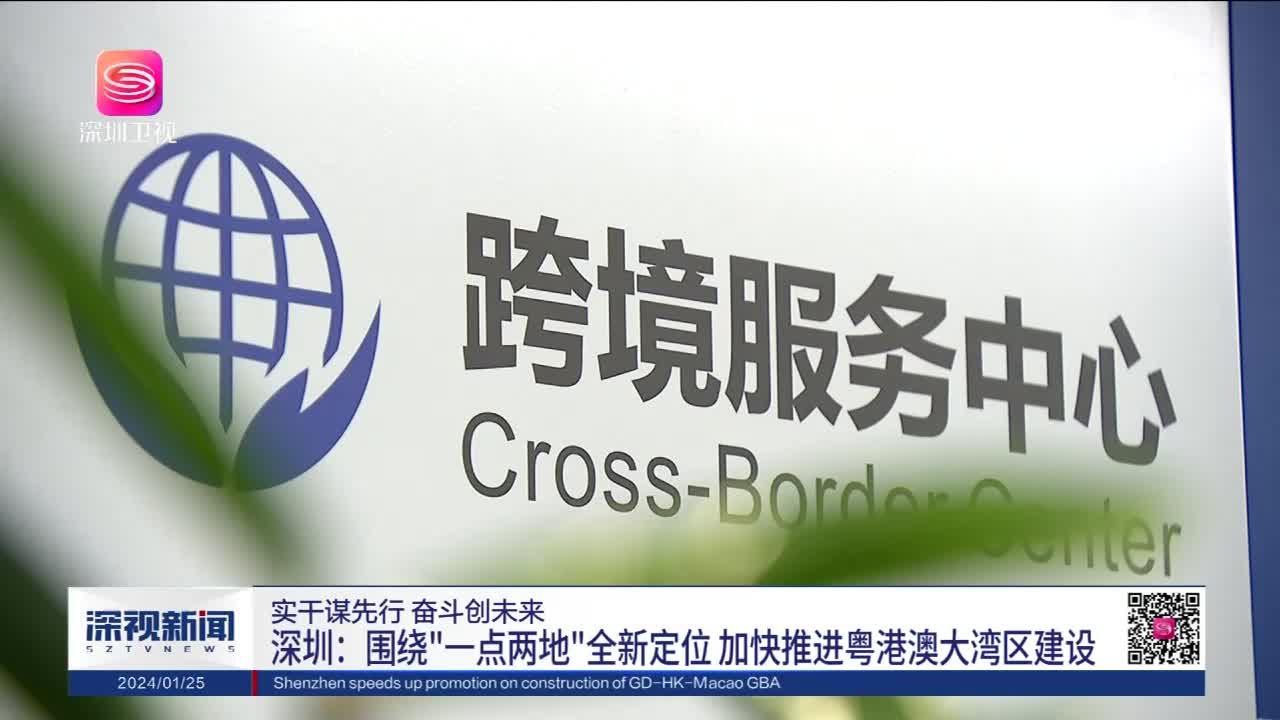 深圳卫视
跨境服务中心
Cross-Border Center
深视新闻
SZTVNEWS
2024/01/25
实干谋先行 奋斗创未来
深圳：围绕"一点两地"全新定位 加快推进粤港澳大湾区建设
Shenzhen speeds up promotion on construction of GD-HK-Macao GBA